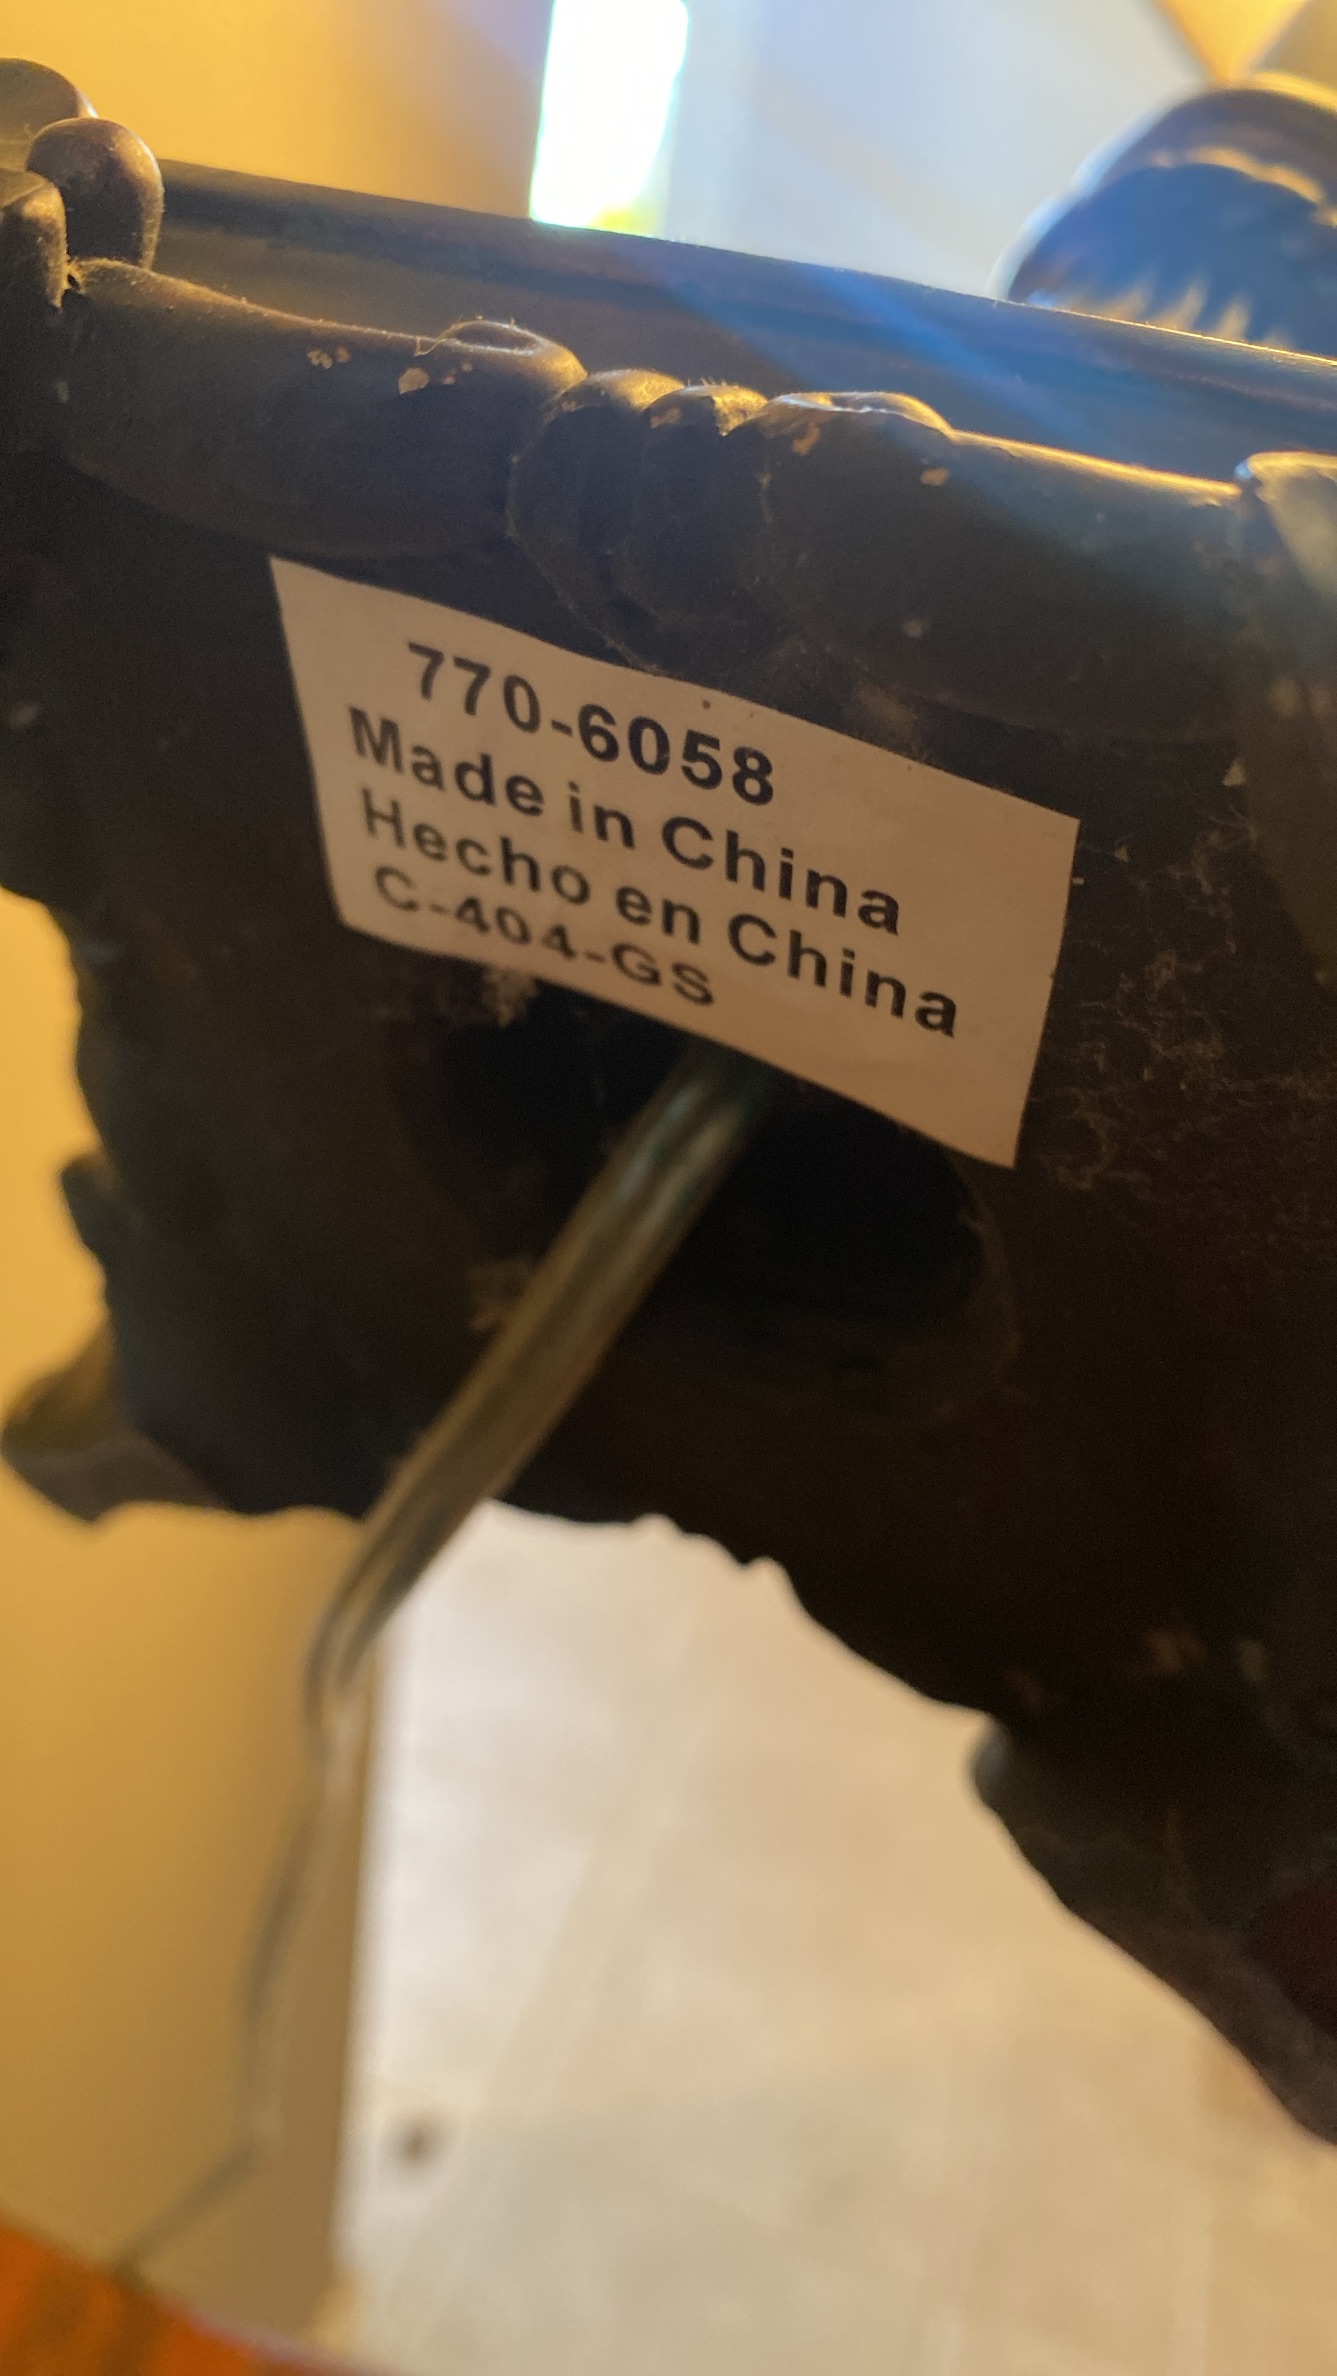 770-6058
Made in China
Hecho en China
C-404-GS